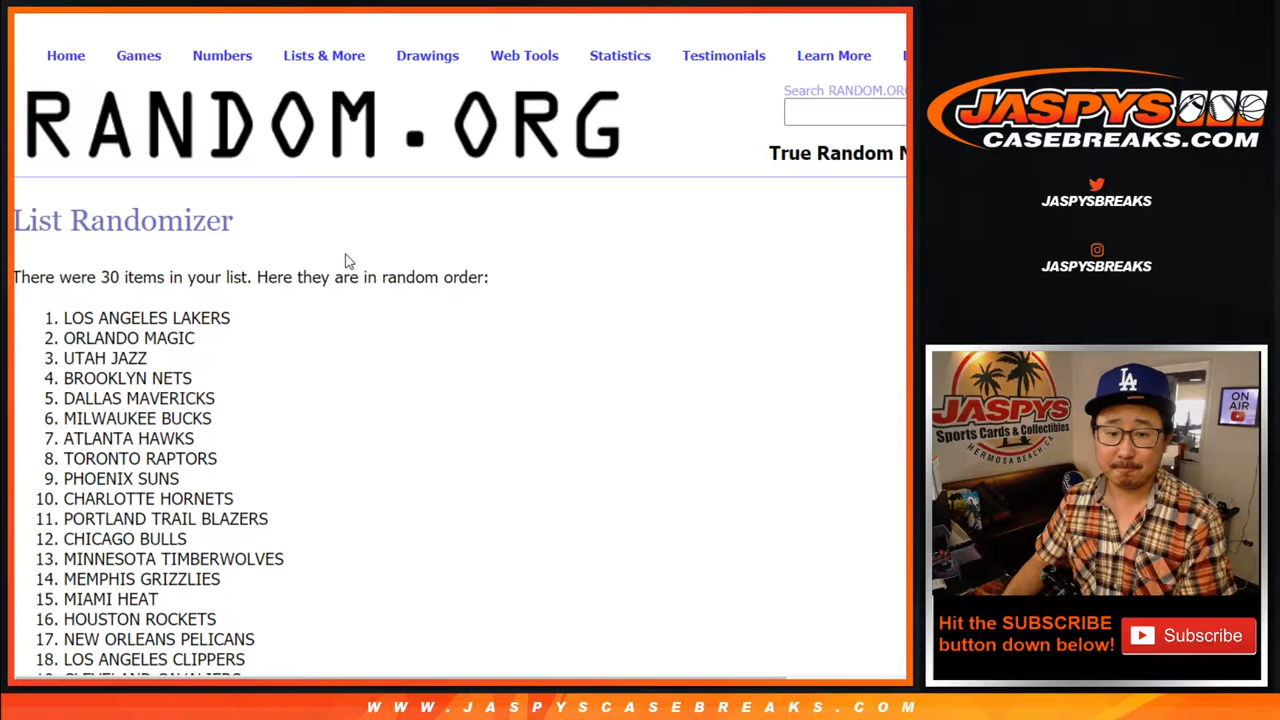 Home Games Numbers Lists & More Drawings Web Tools Statistics Testimonials Learn More
Search RANDOM.OR
RANDOM.ORG
True Random
List Randomizer
There were 30 items in your list. Here they are in random order:
1. LOS ANGELES LAKERS
2. ORLANDO MAGIC
3. UTAH JAZZ
4. BROOKLYN NETS
5. DALLAS MAVERICKS
6. MILWAUKEE BUCKS
7. ATLANTA HAWKS
8. TORONTO RAPTORS
9. PHOENIX SUNS
10. CHARLOTTE HORNETS
11. PORTLAND TRAIL BLAZERS
12. CHICAGO BULLS
13. MINNESOTA TIMBERWOLVES
14. MEMPHIS GRIZZLIES
15. MIAMI HEAT
16. HOUSTON ROCKETS
17. NEW ORLEANS PELICANS
18. LOS ANGELES CLIPPERS
JASPYS
CASEBREAKS.COM
JASPYSBREAKS
JASPYSBREAKS
JASPYS
Sports Cards & Collectibles
HERMOSA BEACH CA
LA
ON
AIR
Hit the SUBSCRIBE
button down below!
Subscribe
WWW.JASPYSCASEBREAKS.COM